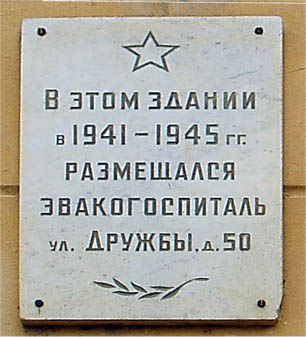 В ЭТОМ ЗДАНИИ
В 1941-1945 ГГ.
РАЗМЕЩАЛСЯ
ЭВАКОГОСПИТАЛЬ
УЛ. ДРУЖБЫ, Д. 50